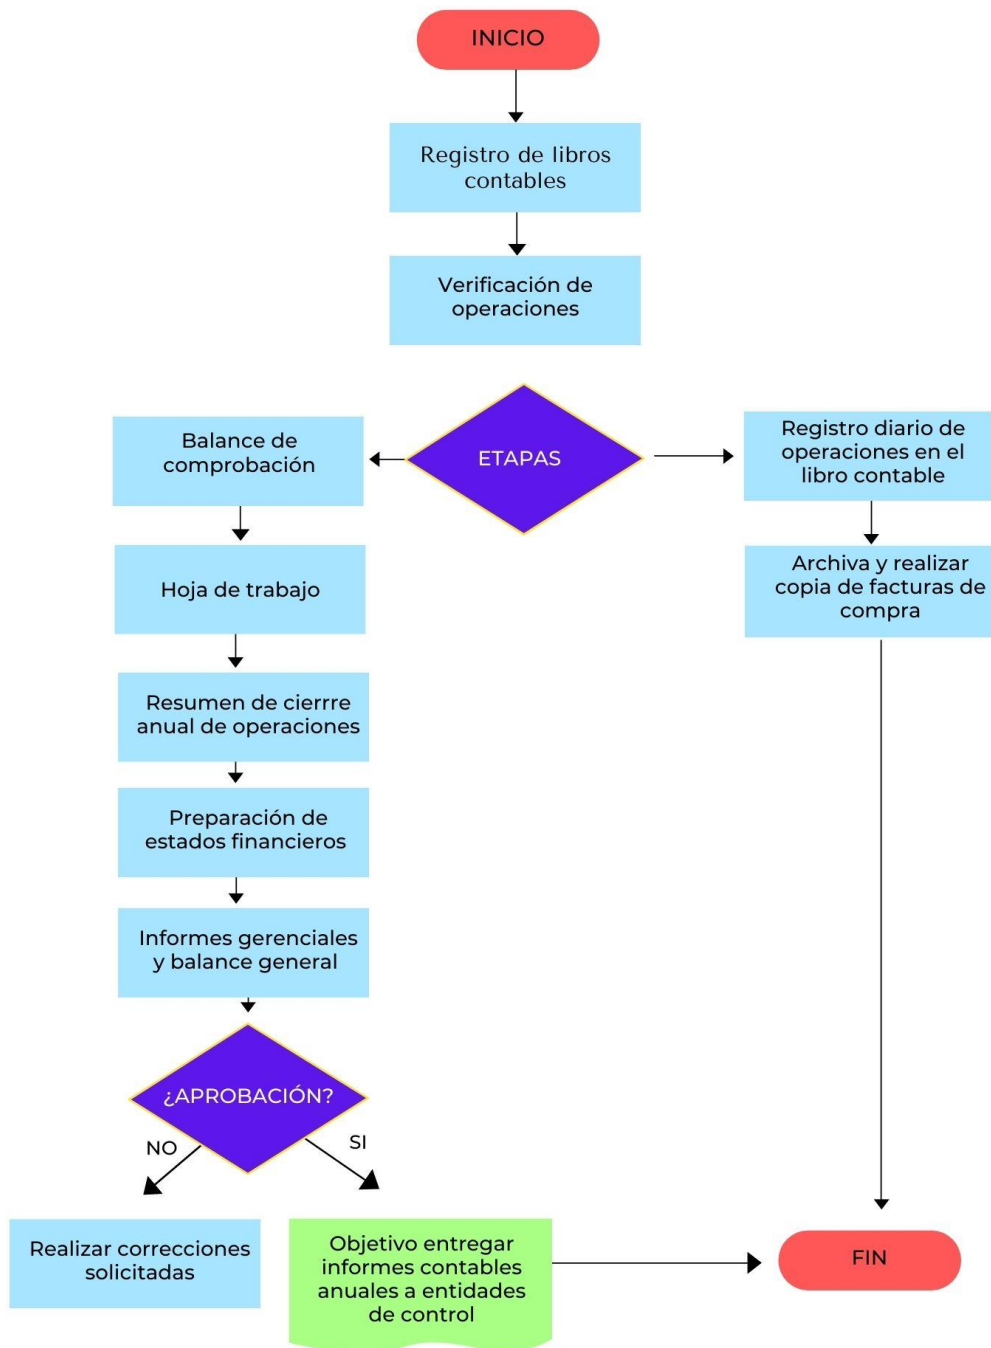 INICIO
Registro de libros
contables
Verificación de
operaciones
ETAPAS
Balance de
comprobación
Registro diario de
operaciones en el
libro contable
Hoja de trabajo
Archiva y realizar
copia de facturas de
compra
Resumen de cierrre
anual de operaciones
Preparación de
estados financieros
Informes gerenciales
y balance general
¿APROBACIÓN?
NO
SI
Realizar correcciones
solicitadas
Objetivo entregar
informes contables
anuales a entidades
de control
FIN